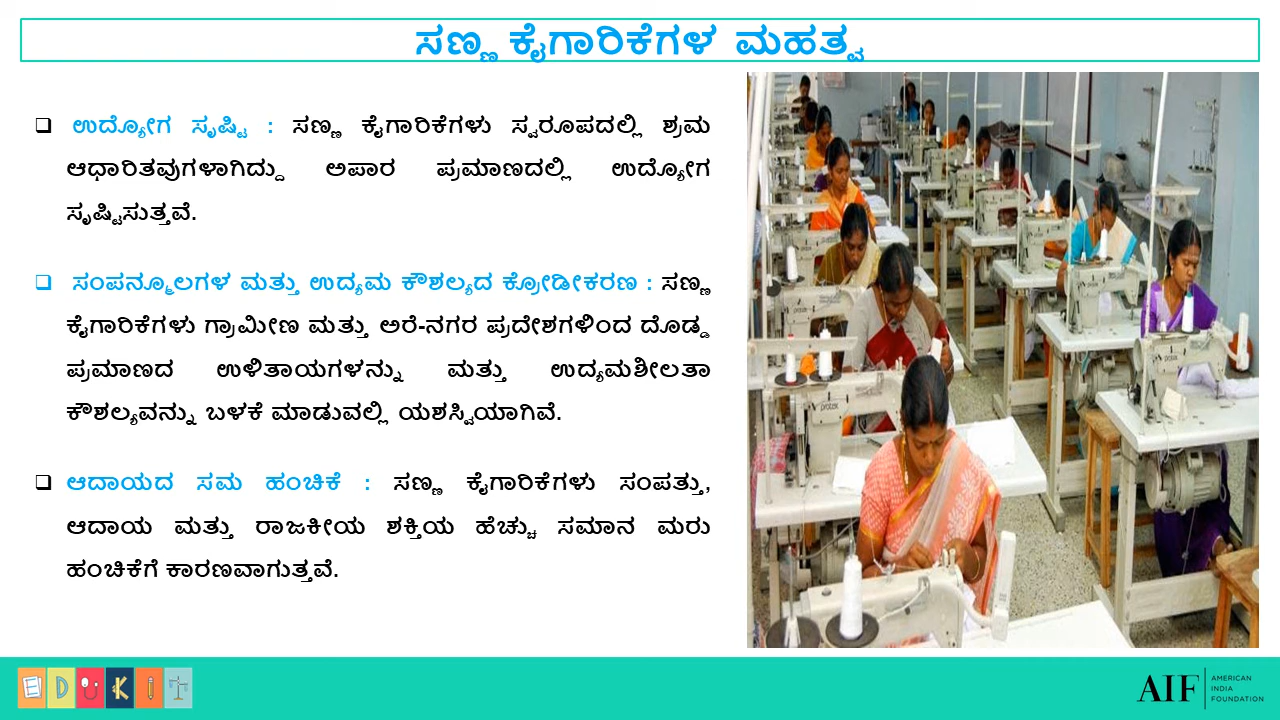 ಸಣ್ಣ ಕೈಗಾರಿಕೆಗಳ ಮಹತ್ವ
❑ ಉದ್ಯೋಗ ಸೃಷ್ಟಿ : ಸಣ್ಣ ಕೈಗಾರಿಕೆಗಳು ಸ್ವರೂಪದಲ್ಲಿ ಶ್ರಮ
ಆಧಾರಿತವುಗಳಾಗಿದ್ದು ಅಪಾರ ಪ್ರಮಾಣದಲ್ಲಿ ಉದ್ಯೋಗ
ಸೃಷ್ಟಿಸುತ್ತವೆ.
❑ ಸಂಪನ್ಮೂಲಗಳ ಮತ್ತು ಉದ್ಯಮ ಕೌಶಲ್ಯದ ಕ್ರೋಡೀಕರಣ : ಸಣ್ಣ
ಕೈಗಾರಿಕೆಗಳು ಗ್ರಾಮೀಣ ಮತ್ತು ಅರೆ-ನಗರ ಪ್ರದೇಶಗಳಿಂದ ದೊಡ್ಡ
ಪ್ರಮಾಣದ ಉಳಿತಾಯಗಳನ್ನು ಮತ್ತು ಉದ್ಯಮಶೀಲತಾ
ಕೌಶಲ್ಯವನ್ನು ಬಳಕೆ ಮಾಡುವಲ್ಲಿ ಯಶಸ್ವಿಯಾಗಿವೆ.
❑ ಆದಾಯದ ಸಮ ಹಂಚಿಕೆ : ಸಣ್ಣ ಕೈಗಾರಿಕೆಗಳು ಸಂಪತ್ತು,
ಆದಾಯ ಮತ್ತು ರಾಜಕೀಯ ಶಕ್ತಿಯ ಹೆಚ್ಚು ಸಮಾನ ಮರು
ಹಂಚಿಕೆಗೆ ಕಾರಣವಾಗುತ್ತವೆ.
EDUKIT
AIF
AMERICAN
INDIA
FOUNDATION